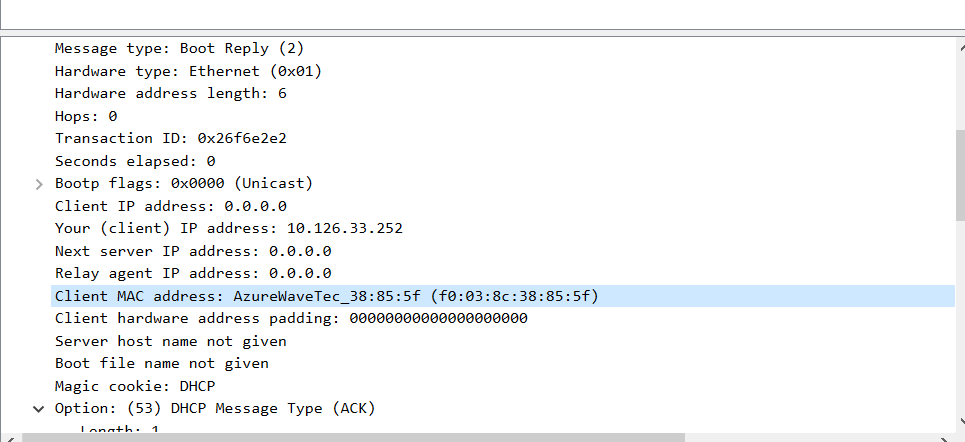 Message type: Boot Reply (2)
Hardware type: Ethernet (0x01)
Hardware address length: 6
Hops: 0
Transaction ID: 0x26f6e2e2
Seconds elapsed: 0
Bootp flags: 0x0000 (Unicast)
Client IP address: 0.0.0.0
Your (client) IP address: 10.126.33.252
Next server IP address: 0.0.0.0
Relay agent IP address: 0.0.0.0
Client MAC address: AzureWaveTec_38:85:5f (f0:03:8c:38:85:5f)
Client hardware address padding: 00000000000000000000
Server host name not given
Boot file name not given
Magic cookie: DHCP
Option: (53) DHCP Message Type (ACK)
Length: 1